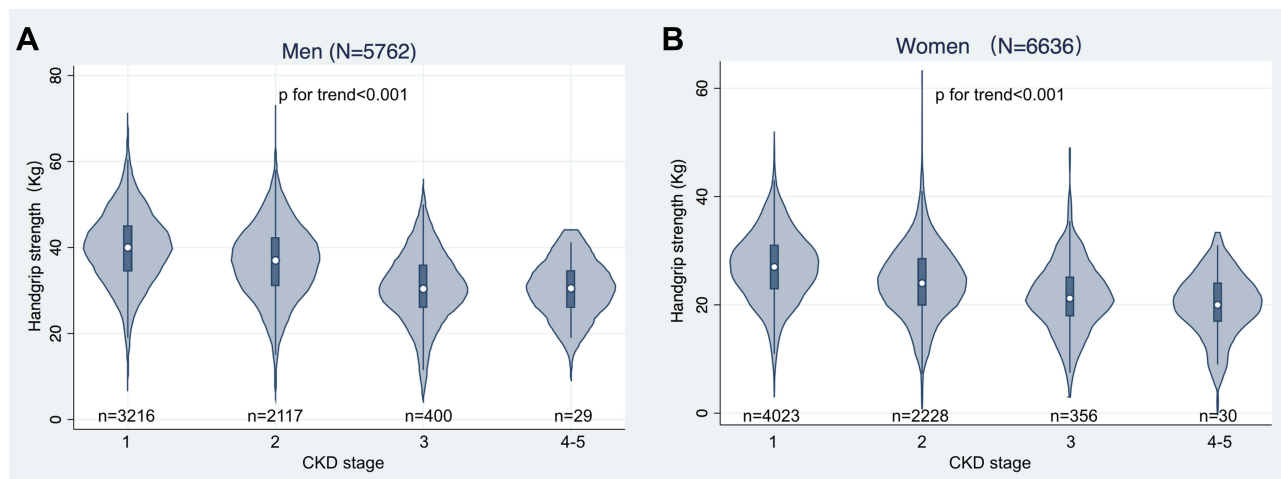 A
Men (N=5762)
p for trend<0.001
Handgrip strength (Kg)
80
60
40
20
0
n=3216 n=2117 n=400 n=29
1 2 3 4-5
CKD stage
B
Women （N=6636）
p for trend<0.001
Handgrip strength (Kg)
60
40
20
0
n=4023 n=2228 n=356 n=30
1 2 3 4-5
CKD stage